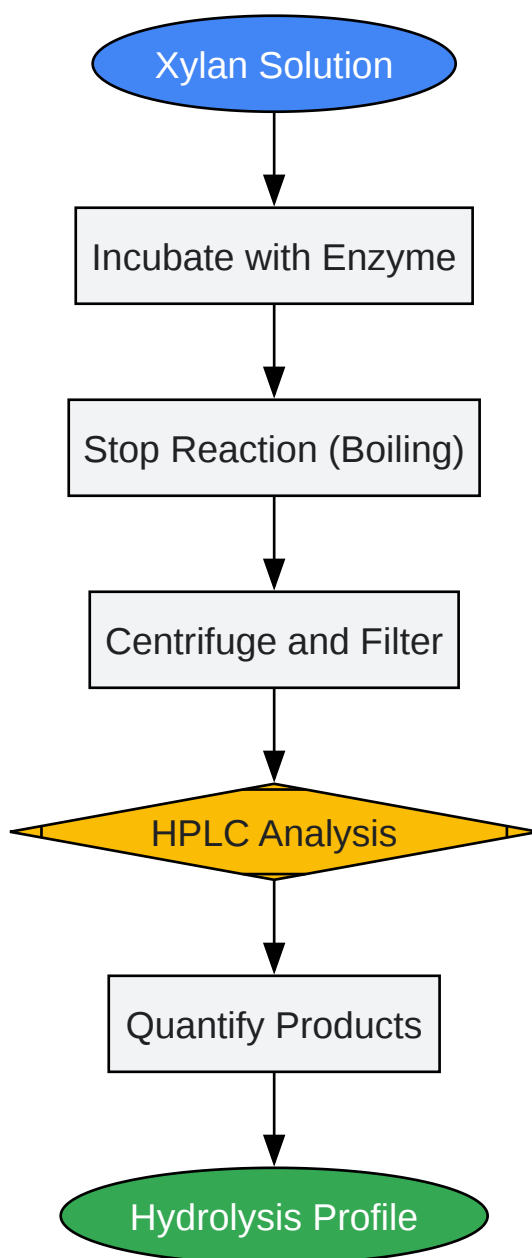 Xylan Solution
Incubate with Enzyme
Stop Reaction (Boiling)
Centrifuge and Filter
HPLC Analysis
Quantify Products
Hydrolysis Profile